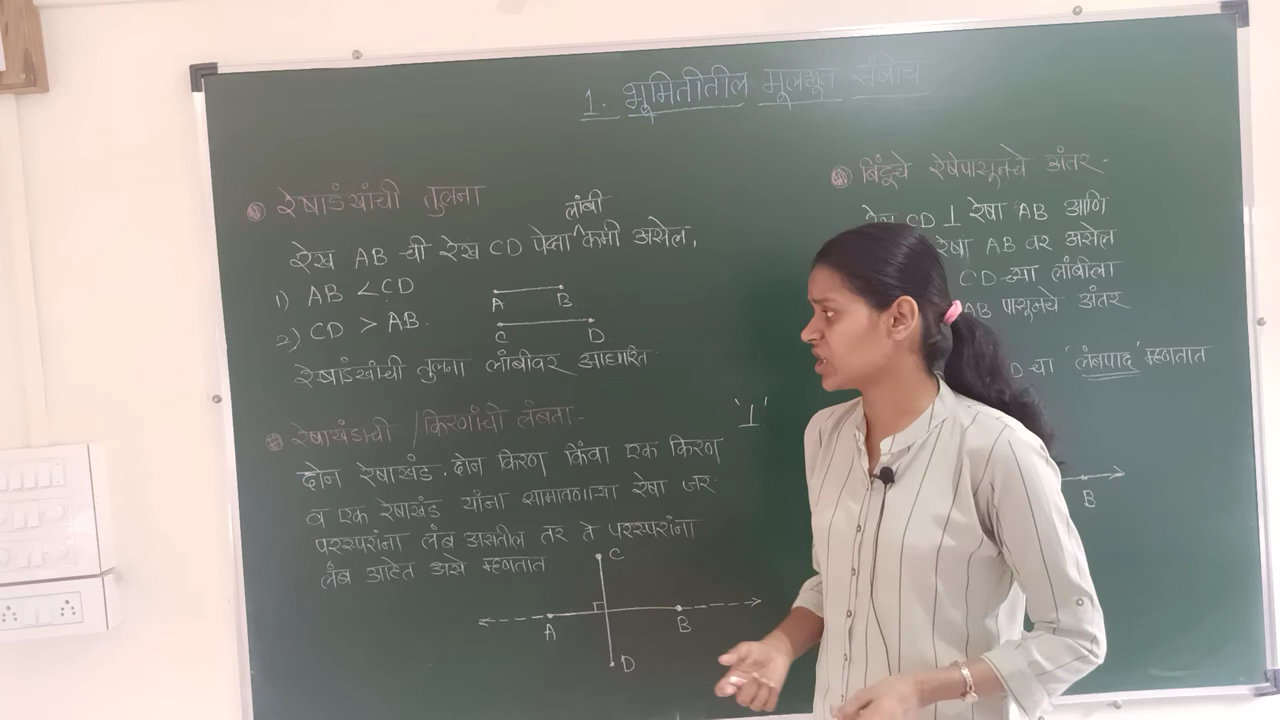 1. भूमितीतील मूलभूत संबोध
रेषाखंडांची तुलना
लांबी
रेख AB ची रेख CD पेक्षा ^ कमी असेल.
1) AB < CD
2) CD > AB.
A B
C D
रेषाखंडांची तुलना लांबीवर आधारित
रेषाखंडांची / किरणांची लंबता-
'⊥'
दोन रेषाखंड, दोन किरण किंवा एक किरण
व एक रेषाखंड यांना सामावणाऱ्या रेषा जर
परस्परांना लंब असतील तर ते परस्परांना
लंब आहेत असे म्हणतात
C
A B
D
बिंदूचे रेषेपासूनचे अंतर-
रेख CD ⊥ रेषा AB आणि
रेषा AB वर असेल
CD च्या लांबीला
AB पासूनचे अंतर
D चा 'लंबपाद' म्हणतात
B